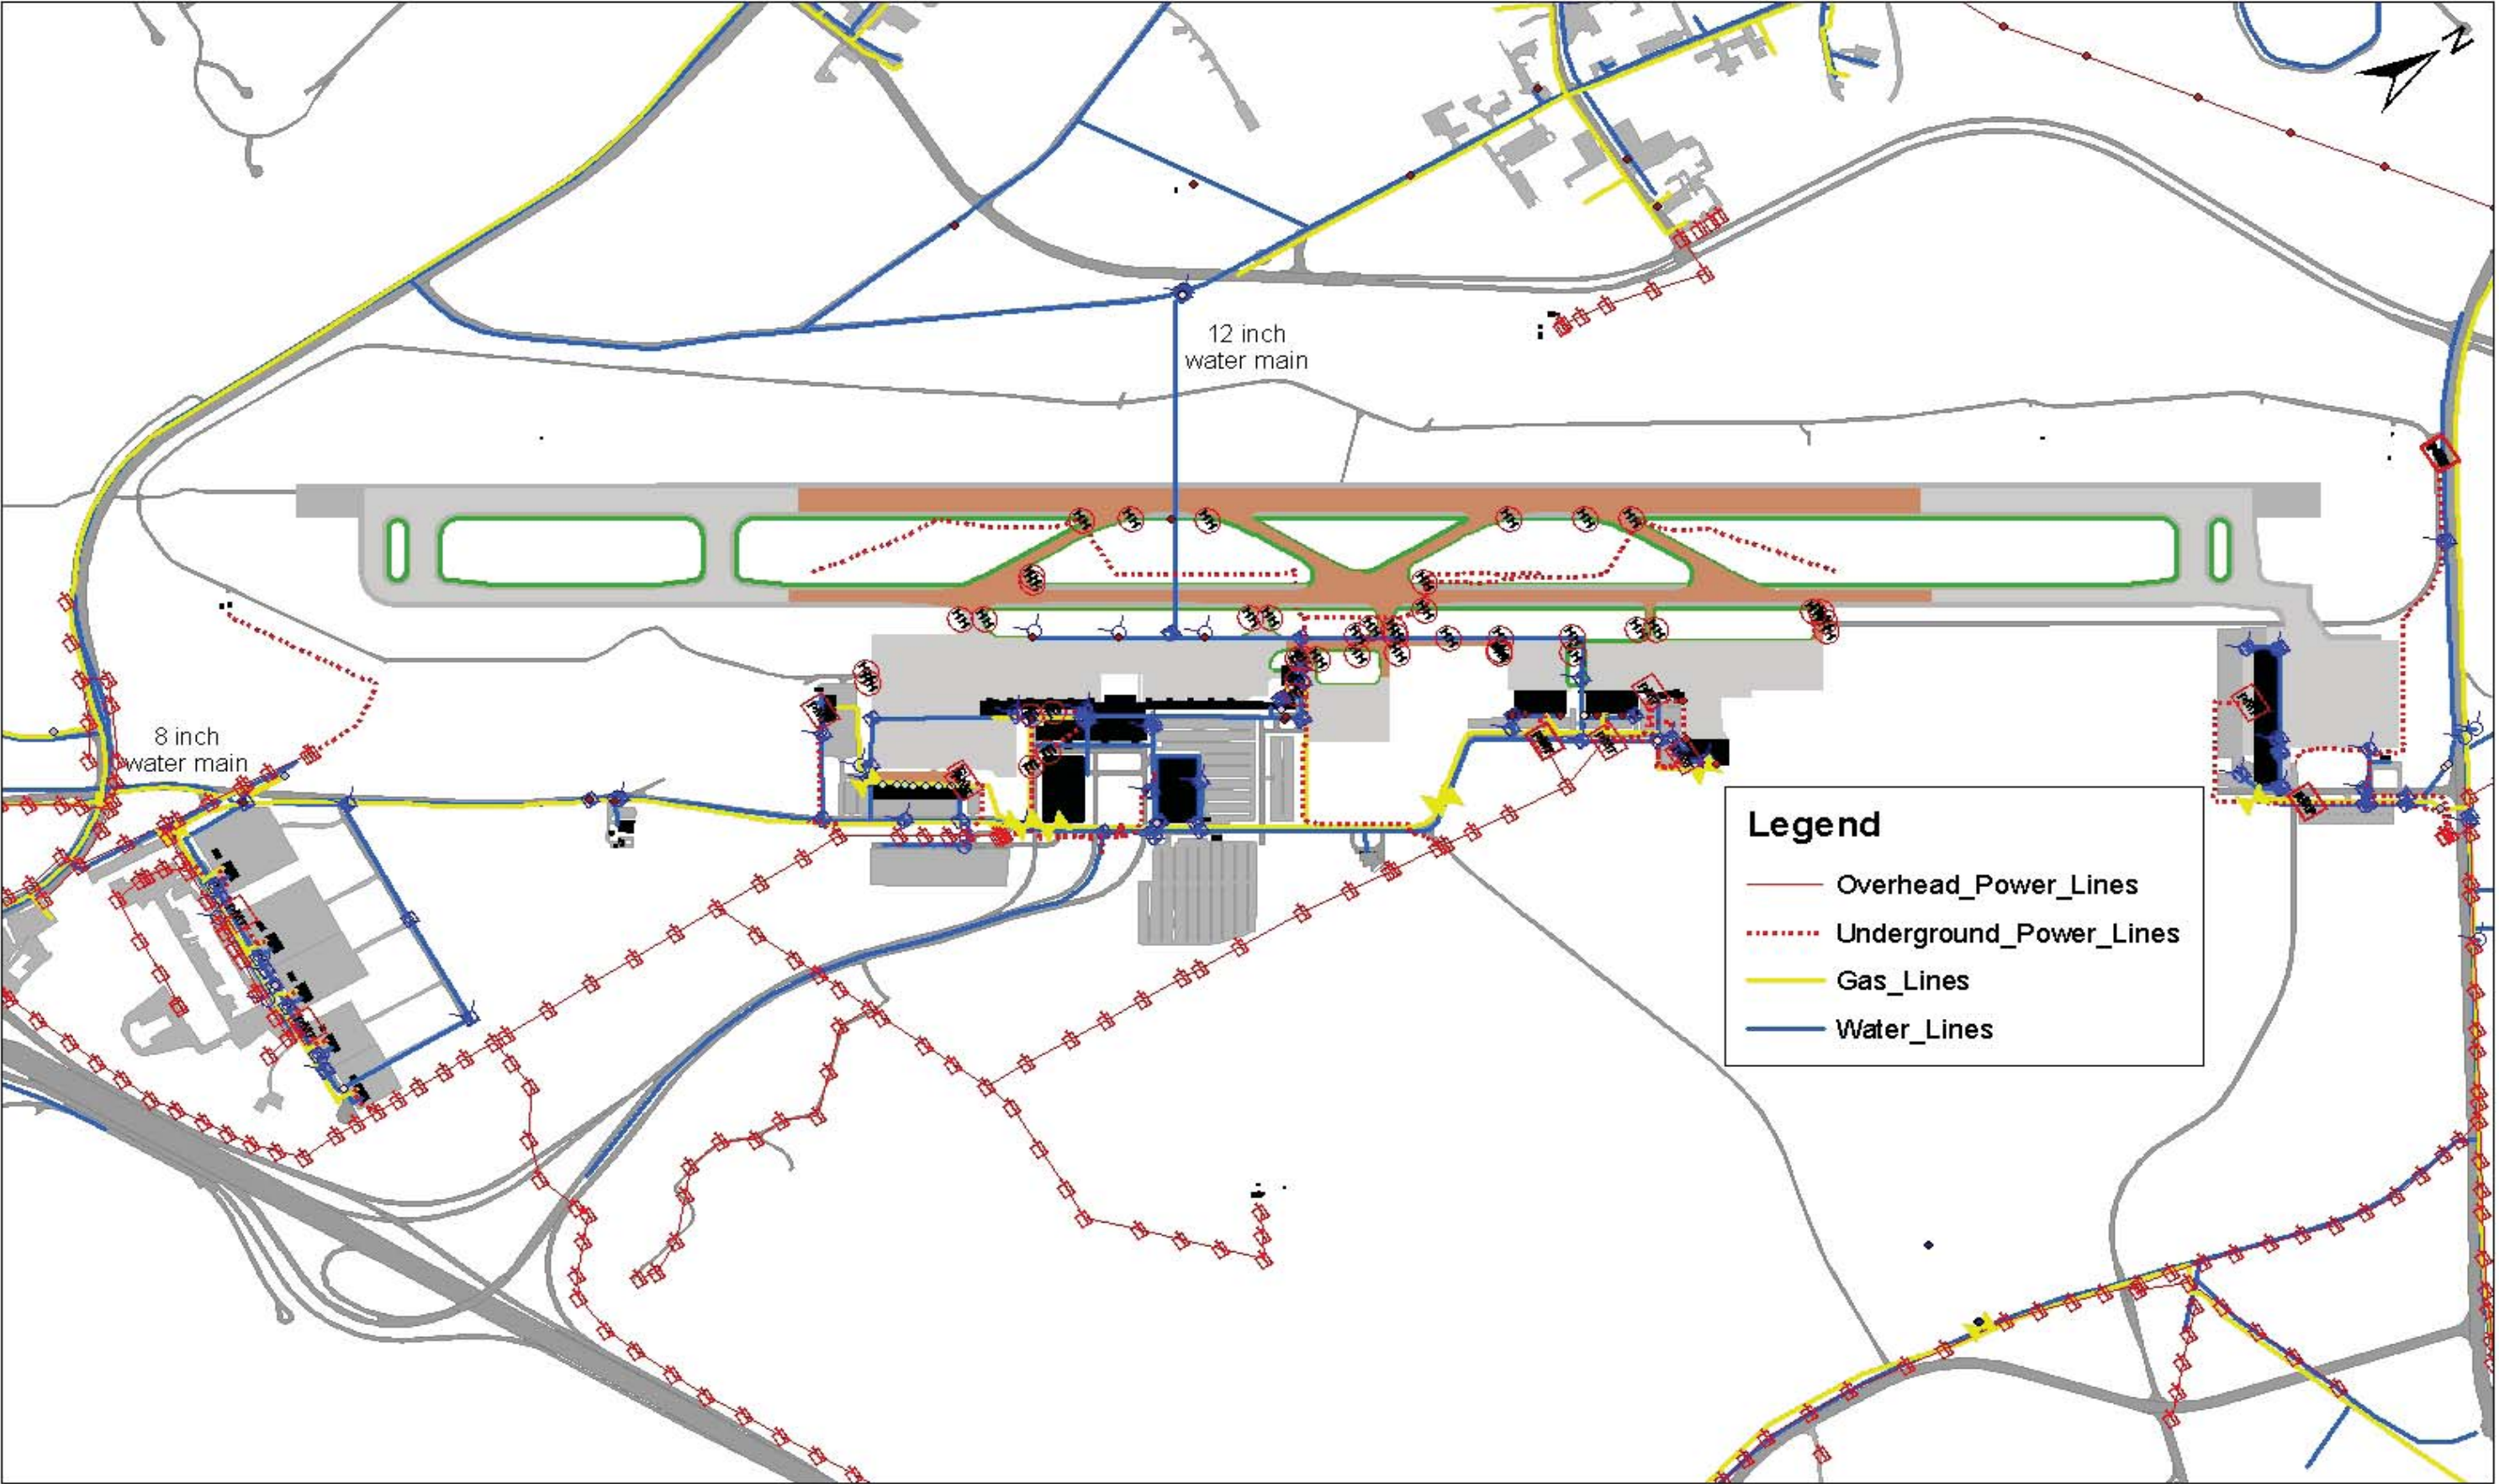 N
12 inch
water main
8 inch
water main
Legend
Overhead_Power_Lines
Underground_Power_Lines
Gas_Lines
Water_Lines